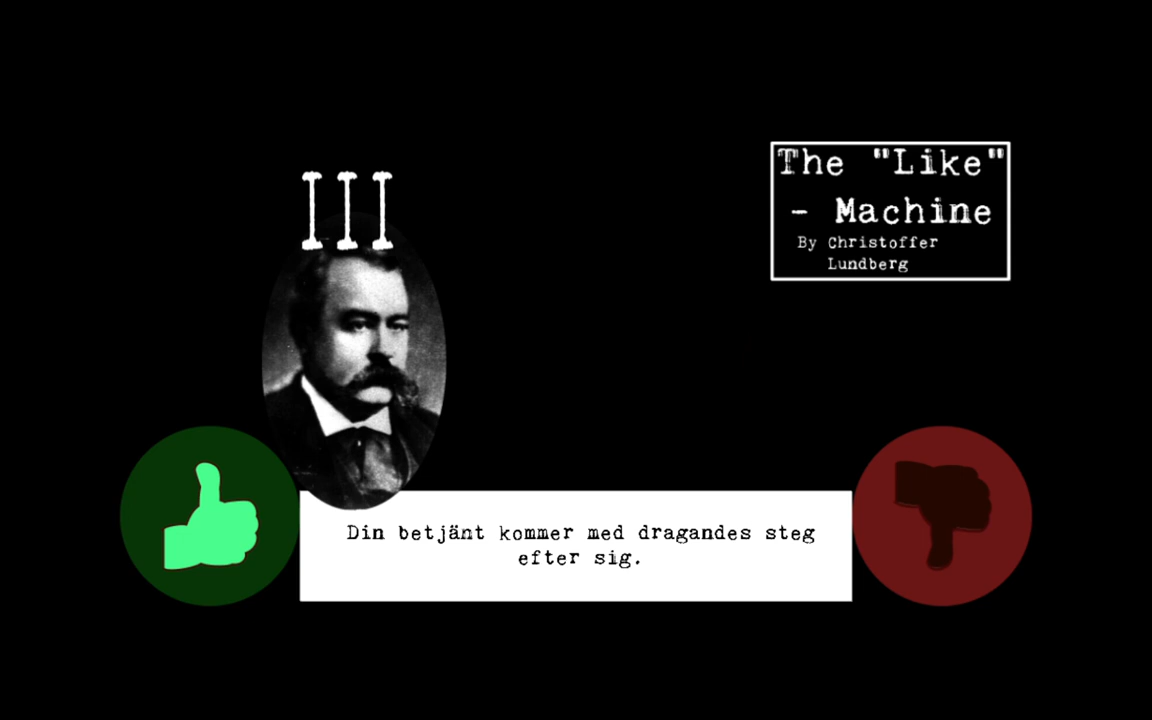 III
The "Like"
- Machine
By Christoffer
Lundberg
Din betjänt kommer med dragandes steg
efter sig.